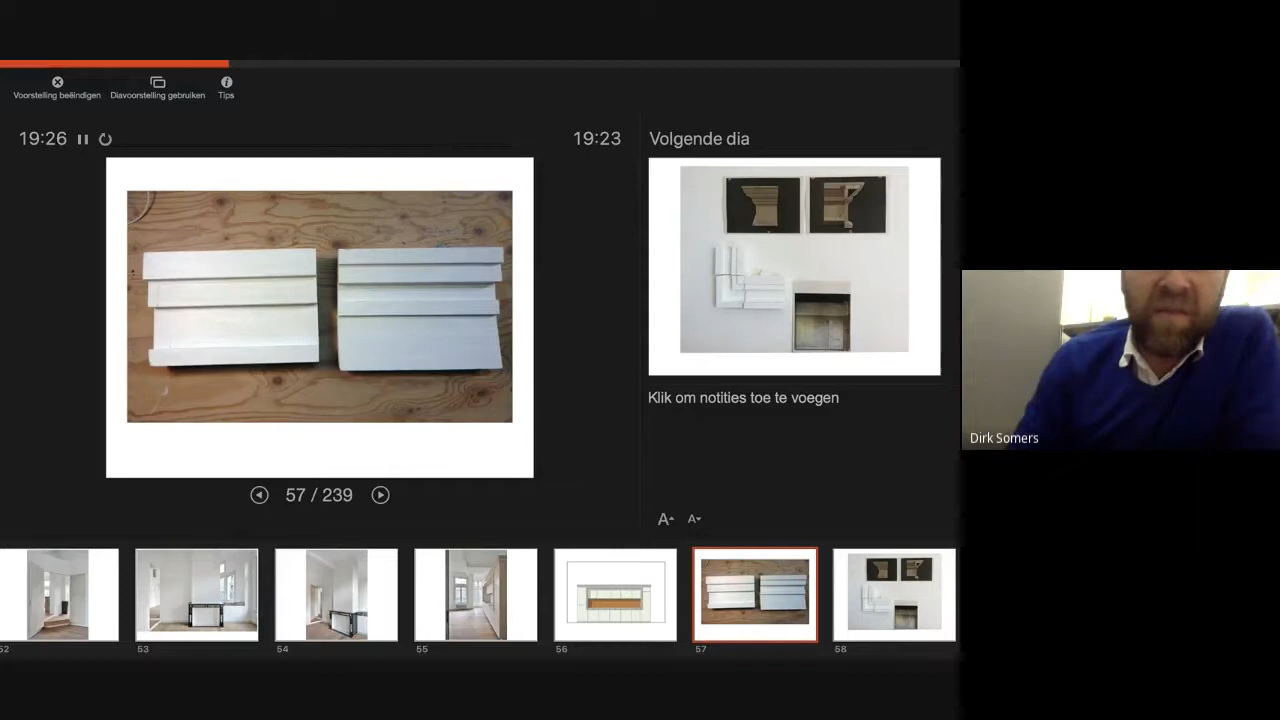 Voorstelling beëindigen Diavoorstelling gebruiken Tips
19:26 19:23 Volgende dia
Klik om notities toe te voegen
57 / 239
A A
Dirk Somers
52 53 54 55 56 57 58